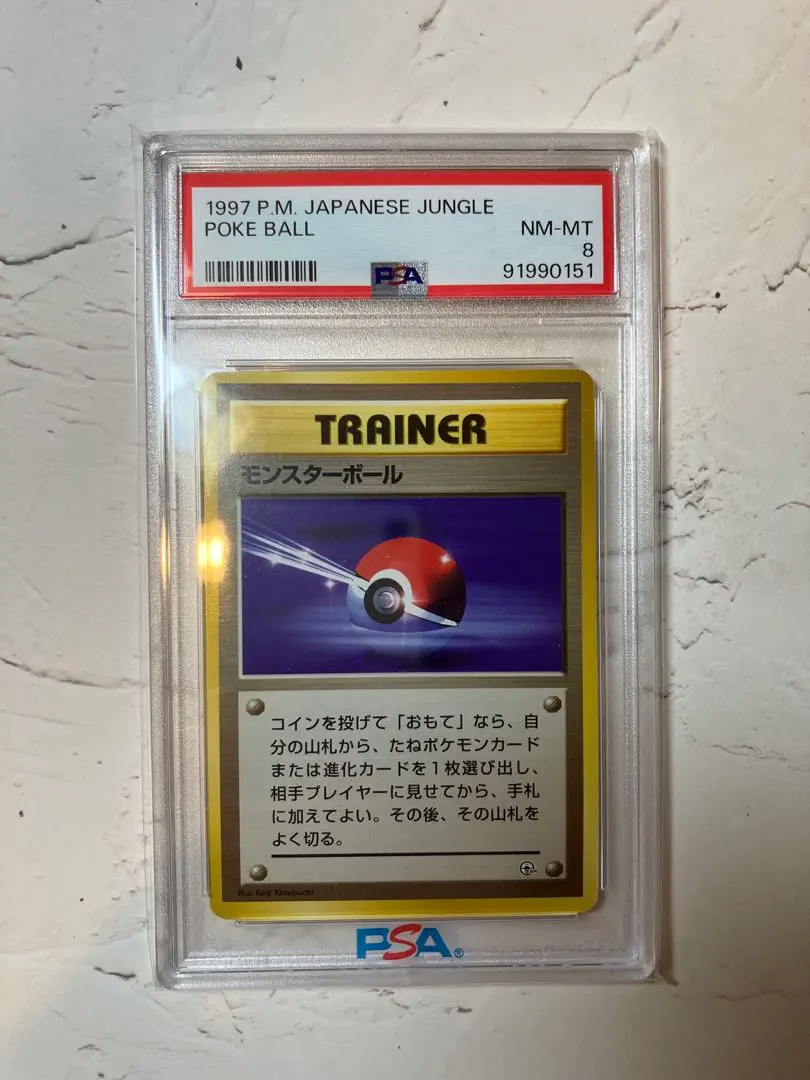 1997 P.M. JAPANESE JUNGLE
POKE BALL NM-MT
8
PSA 91990151
TRAINER
モンスターボール
コインを投げて「おもて」なら、自
分の山札から、たねポケモンカード
または進化カードを1枚選び出し、
相手プレイヤーに見せてから、手札
に加えてよい。その後、その山札を
よく切る。
Illus. Keiji Kinebuchi
PSA®